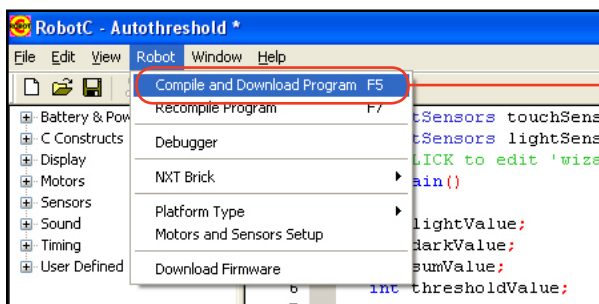 RobotC - Autothreshold *
File Edit View Robot Window Help
Compile and Download Program F5
Recompile Program F7
Debugger
NXT Brick
Platform Type
Motors and Sensors Setup
Download Firmware
Battery & Pow
C Constructs
Display
Motors
Sensors
Sound
Timing
User Defined
tSensors touchSens
tSensors lightSens
LICK to edit 'wiza
ain()
lightValue;
darkValue;
sumValue;
6 int thresholdValue;